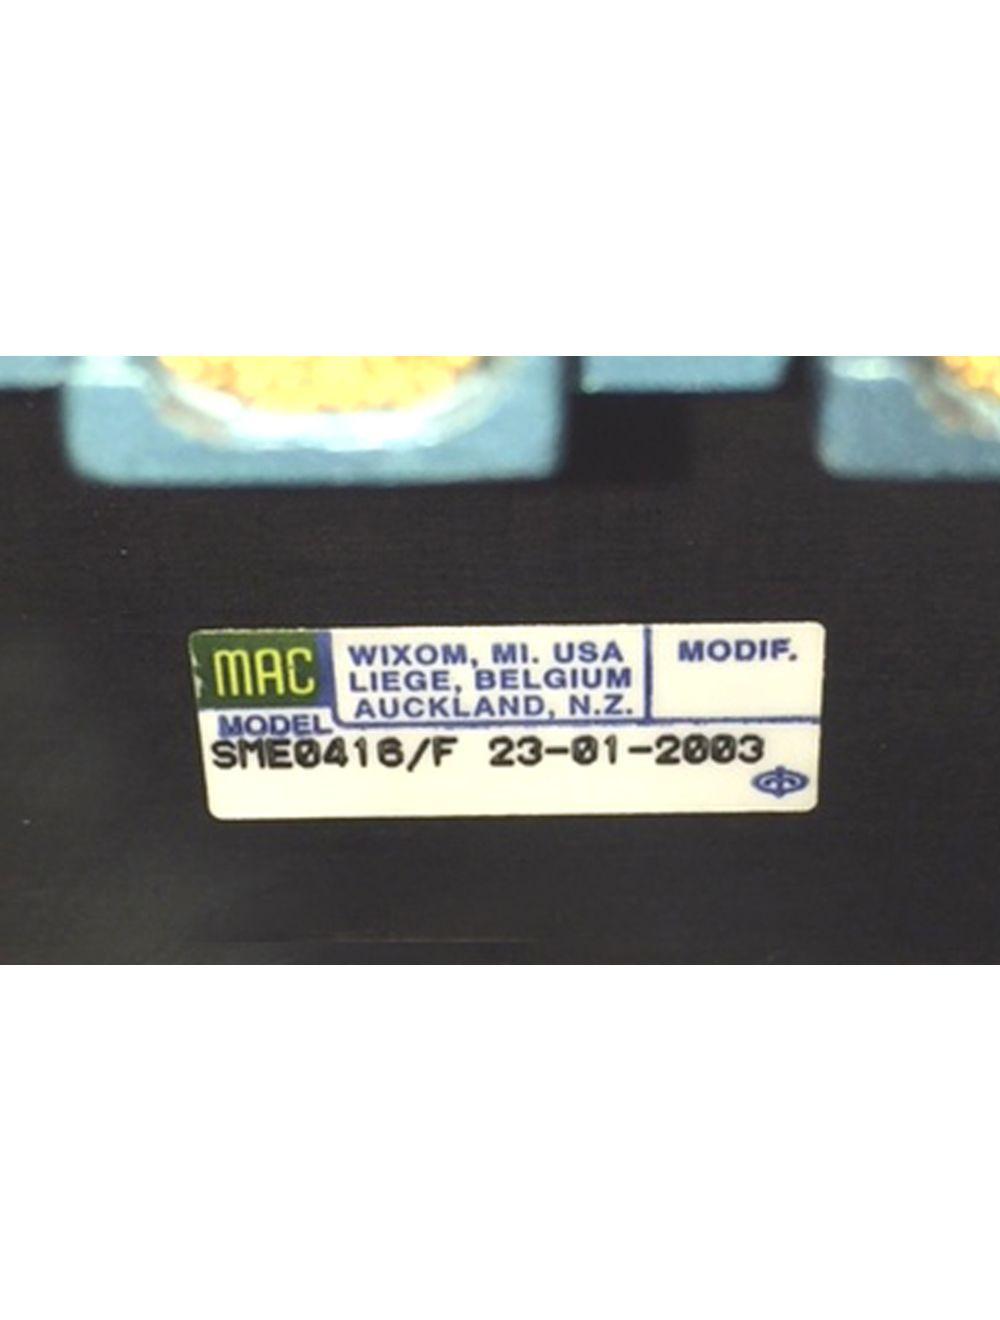 MAC
WIXOM, MI. USA
LIEGE, BELGIUM
AUCKLAND, N.Z.
MODIF.
MODEL
SME0416/F 23-01-2003